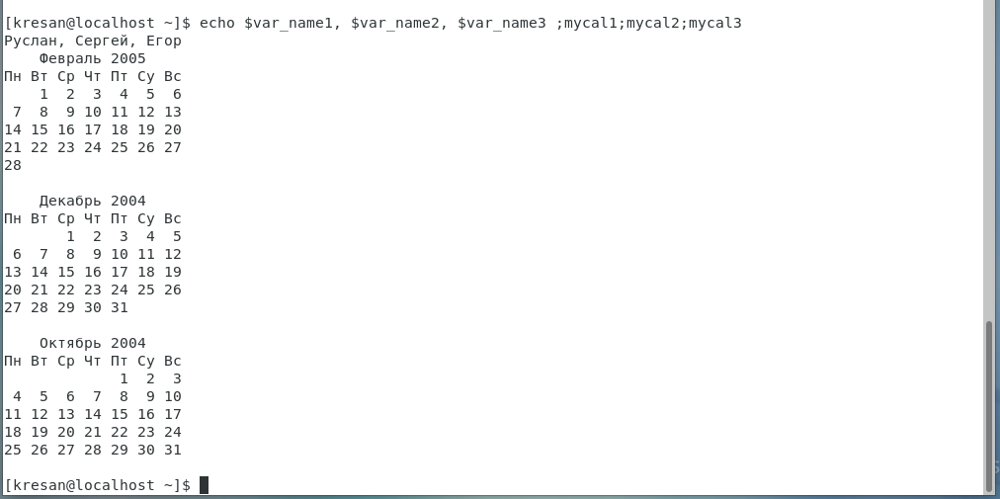 [kresan@localhost ~]$ echo $var_name1, $var_name2, $var_name3 ;mycal1;mycal2;mycal3
Руслан, Сергей, Егор
    Февраль 2005
Пн Вт Ср Чт Пт Су Вс
    1  2  3  4  5  6
 7  8  9 10 11 12 13
14 15 16 17 18 19 20
21 22 23 24 25 26 27
28

    Декабрь 2004
Пн Вт Ср Чт Пт Су Вс
       1  2  3  4  5
 6  7  8  9 10 11 12
13 14 15 16 17 18 19
20 21 22 23 24 25 26
27 28 29 30 31

    Октябрь 2004
Пн Вт Ср Чт Пт Су Вс
             1  2  3
 4  5  6  7  8  9 10
11 12 13 14 15 16 17
18 19 20 21 22 23 24
25 26 27 28 29 30 31

[kresan@localhost ~]$